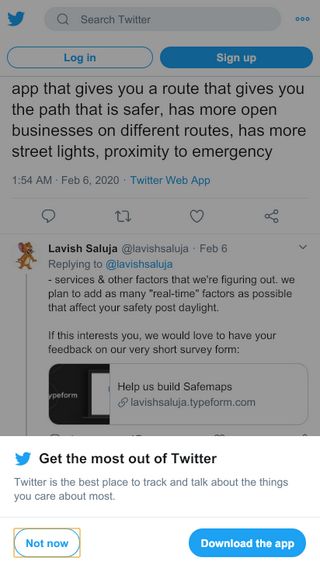 Search Twitter
Log in
Sign up
app that gives you a route that gives you
the path that is safer, has more open
businesses on different routes, has more
street lights, proximity to emergency
1:54 AM · Feb 6, 2020 · Twitter Web App
Lavish Saluja @lavishsaluja · Feb 6
Replying to @lavishsaluja
- services & other factors that we're figuring out. we
plan to add as many "real-time" factors as possible
that affect your safety post daylight.
If this interests you, we would love to have your
feedback on our very short survey form:
ypeform
Help us build Safemaps
lavishsaluja.typeform.com
Get the most out of Twitter
Twitter is the best place to track and talk about the things
you care about most.
Not now
Download the app